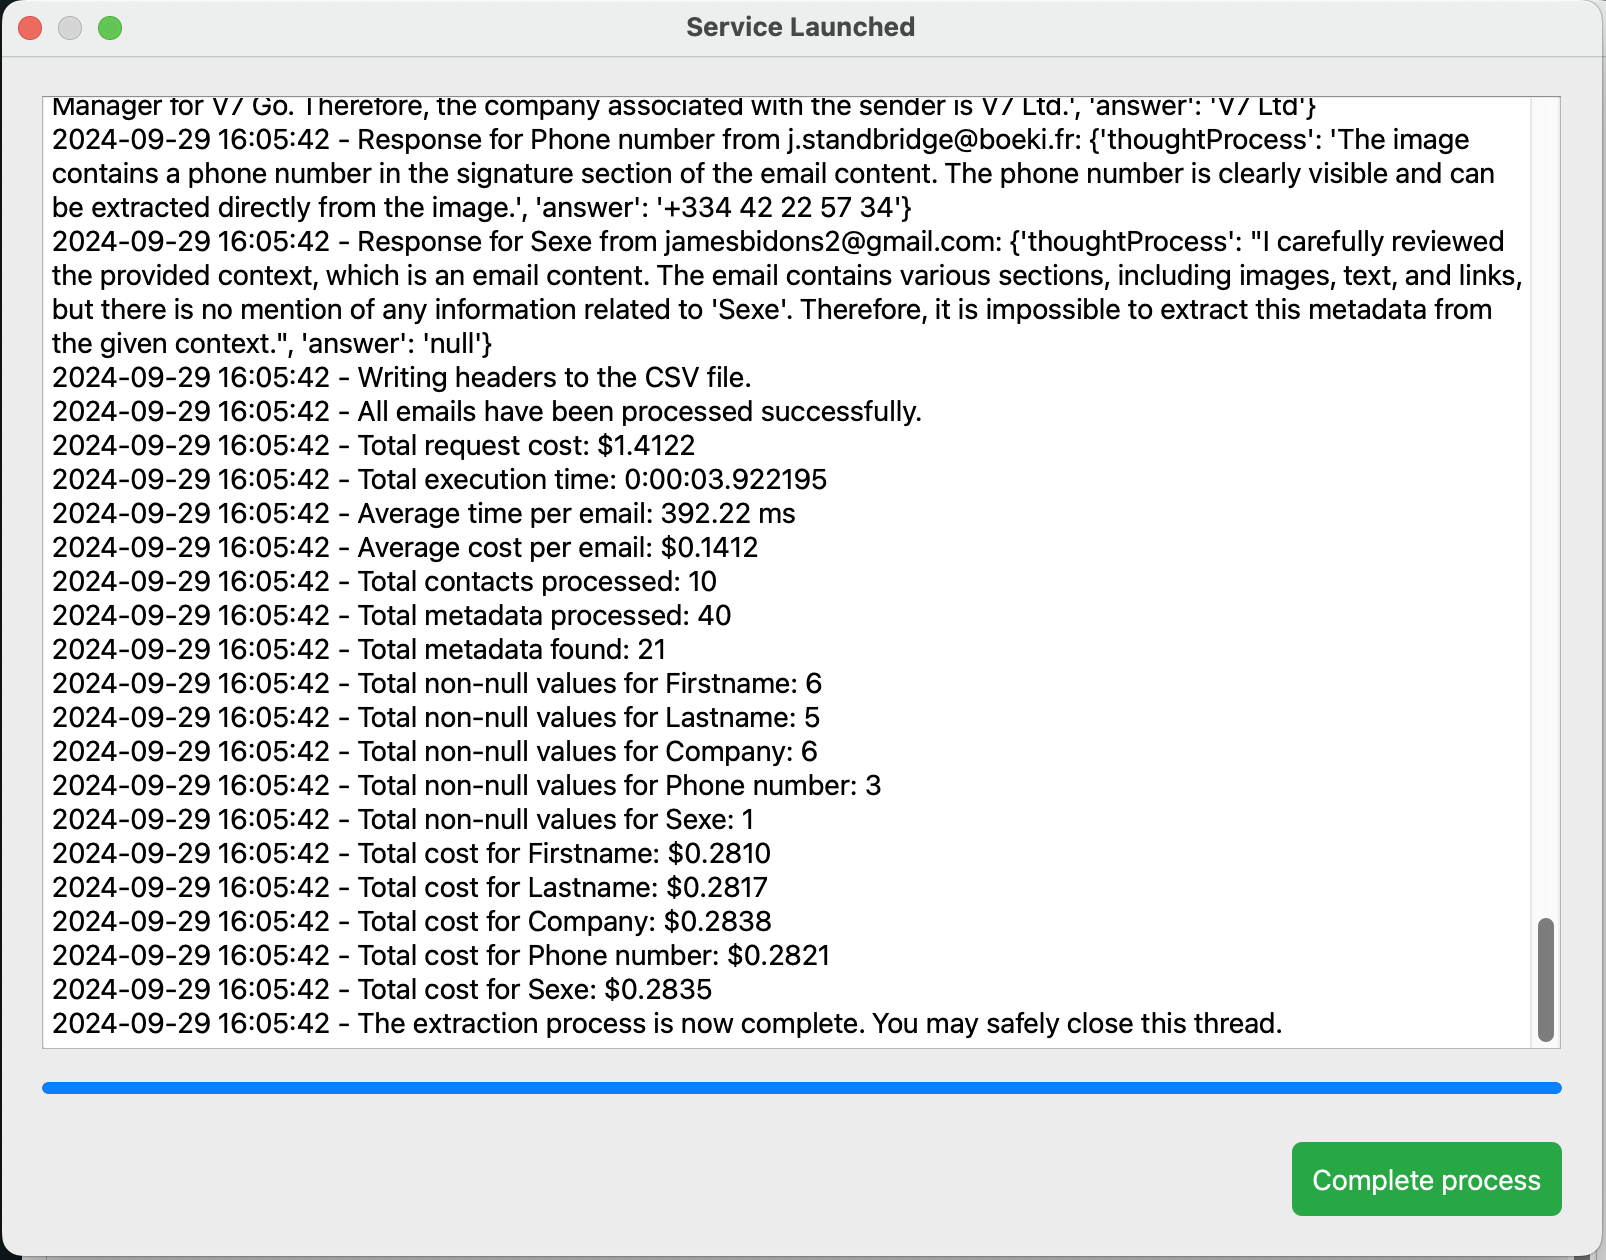 Service Launched
Manager for V7 Go. Therefore, the company associated with the sender is V7 Ltd.', 'answer': 'V7 Ltd'}
2024-09-29 16:05:42 - Response for Phone number from j.standbridge@boeki.fr: {'thoughtProcess': 'The image
contains a phone number in the signature section of the email content. The phone number is clearly visible and can
be extracted directly from the image.', 'answer': '+334 42 22 57 34'}
2024-09-29 16:05:42 - Response for Sexe from jamesbidons2@gmail.com: {'thoughtProcess': "I carefully reviewed
the provided context, which is an email content. The email contains various sections, including images, text, and links,
but there is no mention of any information related to 'Sexe'. Therefore, it is impossible to extract this metadata from
the given context.", 'answer': 'null'}
2024-09-29 16:05:42 - Writing headers to the CSV file.
2024-09-29 16:05:42 - All emails have been processed successfully.
2024-09-29 16:05:42 - Total request cost: $1.4122
2024-09-29 16:05:42 - Total execution time: 0:00:03.922195
2024-09-29 16:05:42 - Average time per email: 392.22 ms
2024-09-29 16:05:42 - Average cost per email: $0.1412
2024-09-29 16:05:42 - Total contacts processed: 10
2024-09-29 16:05:42 - Total metadata processed: 40
2024-09-29 16:05:42 - Total metadata found: 21
2024-09-29 16:05:42 - Total non-null values for Firstname: 6
2024-09-29 16:05:42 - Total non-null values for Lastname: 5
2024-09-29 16:05:42 - Total non-null values for Company: 6
2024-09-29 16:05:42 - Total non-null values for Phone number: 3
2024-09-29 16:05:42 - Total non-null values for Sexe: 1
2024-09-29 16:05:42 - Total cost for Firstname: $0.2810
2024-09-29 16:05:42 - Total cost for Lastname: $0.2817
2024-09-29 16:05:42 - Total cost for Company: $0.2838
2024-09-29 16:05:42 - Total cost for Phone number: $0.2821
2024-09-29 16:05:42 - Total cost for Sexe: $0.2835
2024-09-29 16:05:42 - The extraction process is now complete. You may safely close this thread.
Complete process